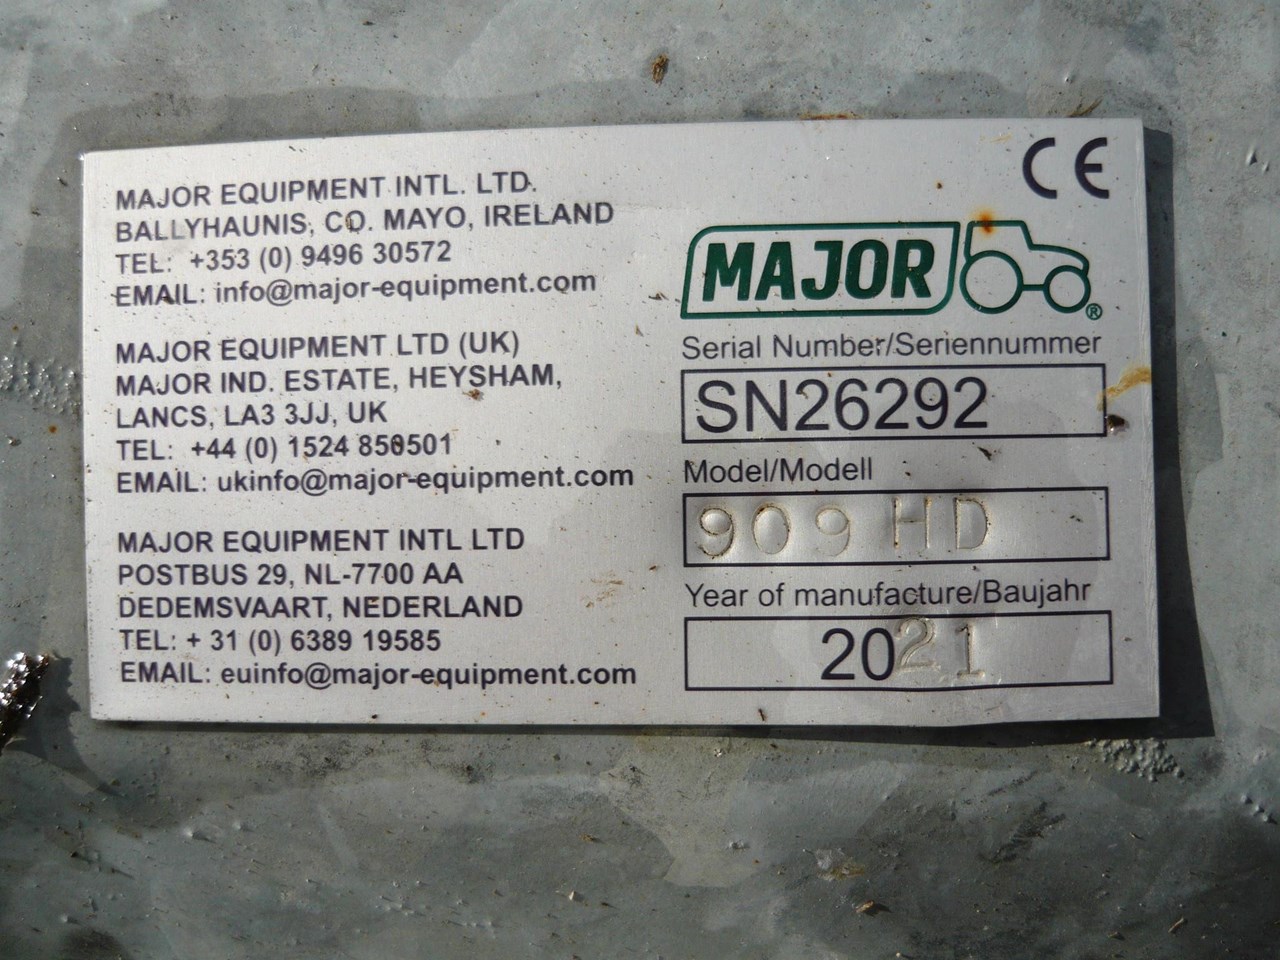 MAJOR EQUIPMENT INTL. LTD.
BALLYHAUNIS, CO. MAYO, IRELAND
TEL: +353 (0) 9496 30572
EMAIL: info@major-equipment.com
MAJOR EQUIPMENT LTD (UK)
MAJOR IND. ESTATE, HEYSHAM,
LANCS, LA3 3JJ, UK
TEL: +44 (0) 1524 850501
EMAIL: ukinfo@major-equipment.com
MAJOR EQUIPMENT INTL LTD
POSTBUS 29, NL-7700 AA
DEDEMSVAART, NEDERLAND
TEL: + 31 (0) 6389 19585
EMAIL: euinfo@major-equipment.com
CE
MAJOR ®
Serial Number/Seriennummer
SN26292
Model/Modell
909 HD
Year of manufacture/Baujahr
2021